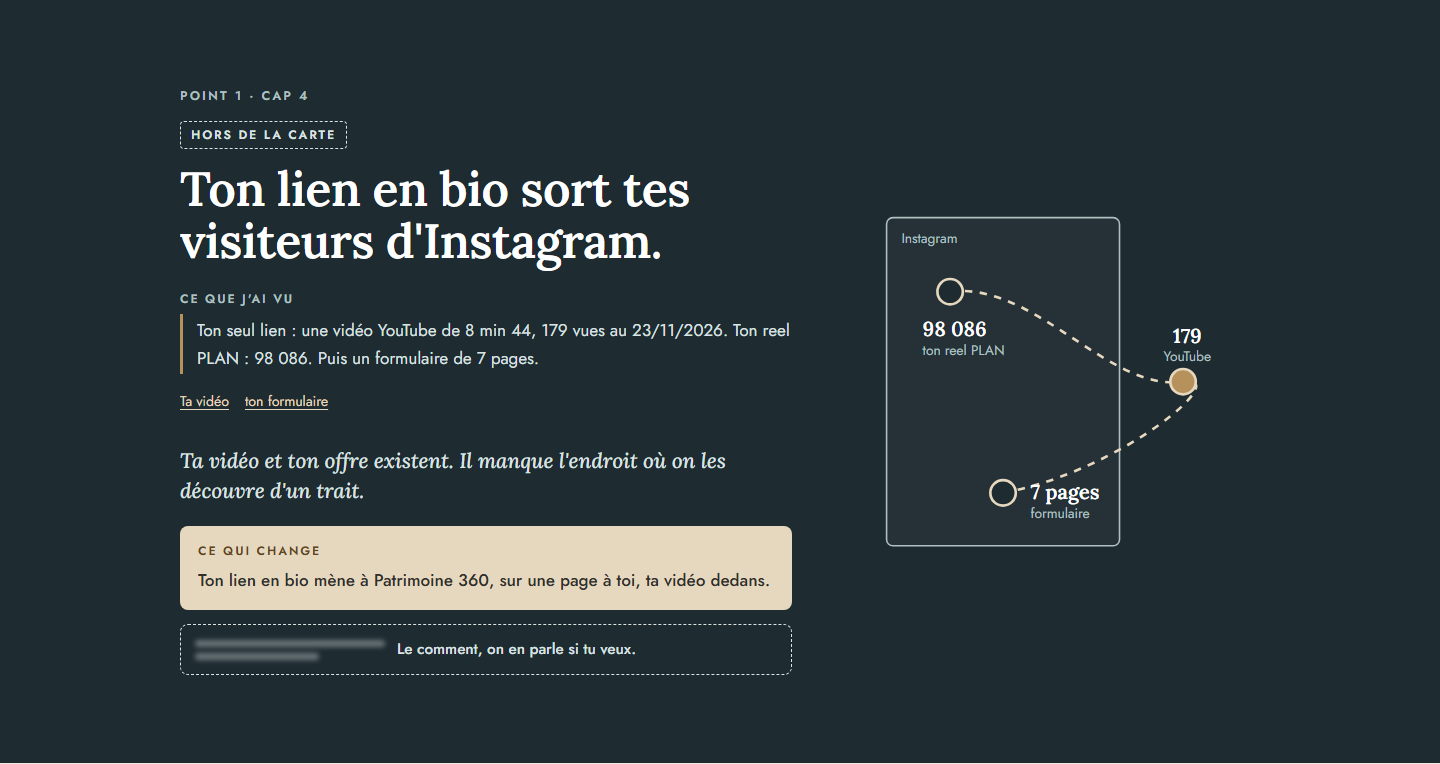 POINT 1 · CAP 4
HORS DE LA CARTE
Ton lien en bio sort tes
visiteurs d'Instagram.
CE QUE J'AI VU
Ton seul lien : une vidéo YouTube de 8 min 44, 179 vues au 23/11/2026. Ton reel
PLAN : 98 086. Puis un formulaire de 7 pages.
Ta vidéo ton formulaire
Ta vidéo et ton offre existent. Il manque l'endroit où on les
découvre d'un trait.
CE QUI CHANGE
Ton lien en bio mène à Patrimoine 360, sur une page à toi, ta vidéo dedans.
Le comment, on en parle si tu veux.
Instagram
98 086
ton reel PLAN
179
YouTube
7 pages
formulaire